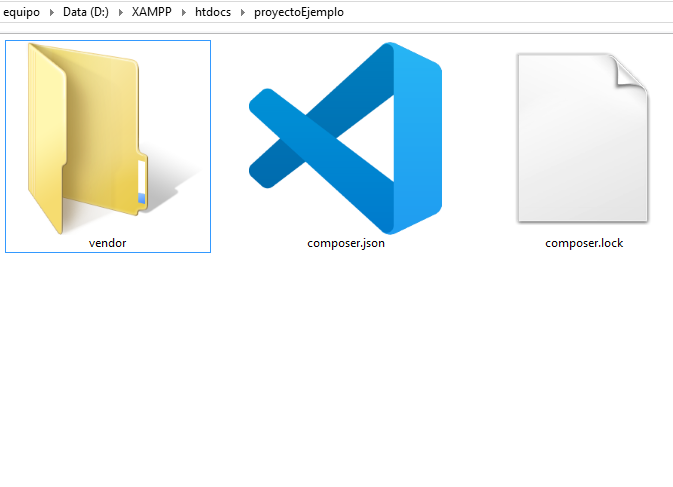 equipo Data (D:) XAMPP htdocs proyectoEjemplo
vendor composer.json composer.lock